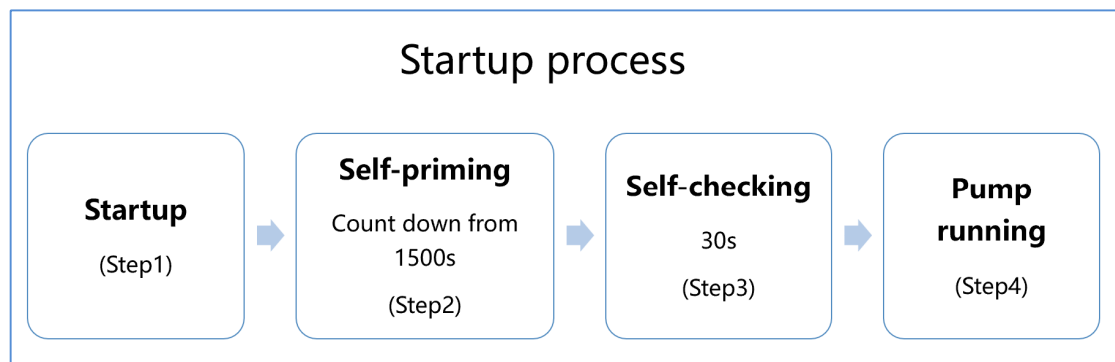 Startup process
Startup
(Step1)
Self-priming
Count down from
1500s
(Step2)
Self-checking
30s
(Step3)
Pump
running
(Step4)